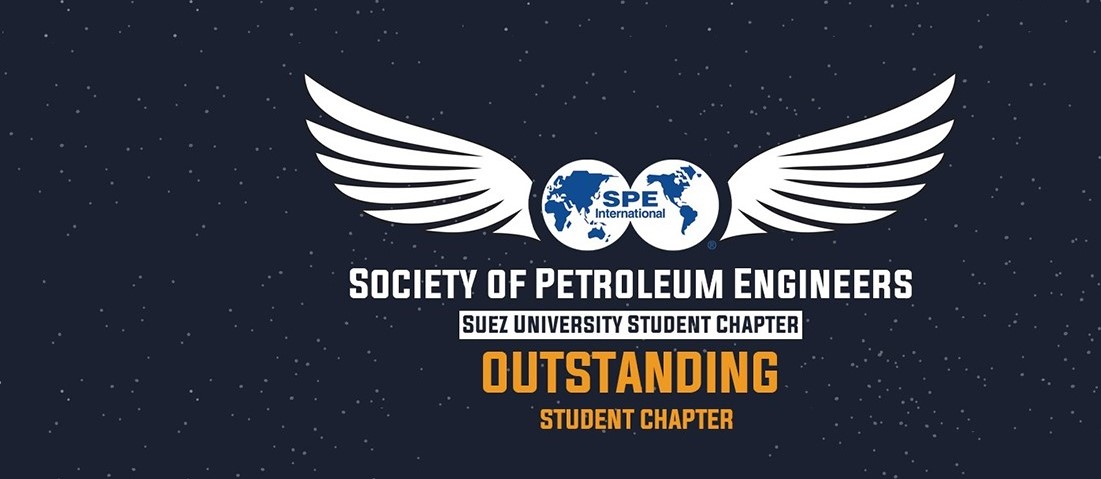 SPE
International
®
SOCIETY OF PETROLEUM ENGINEERS
SUEZ UNIVERSITY STUDENT CHAPTER
OUTSTANDING
STUDENT CHAPTER